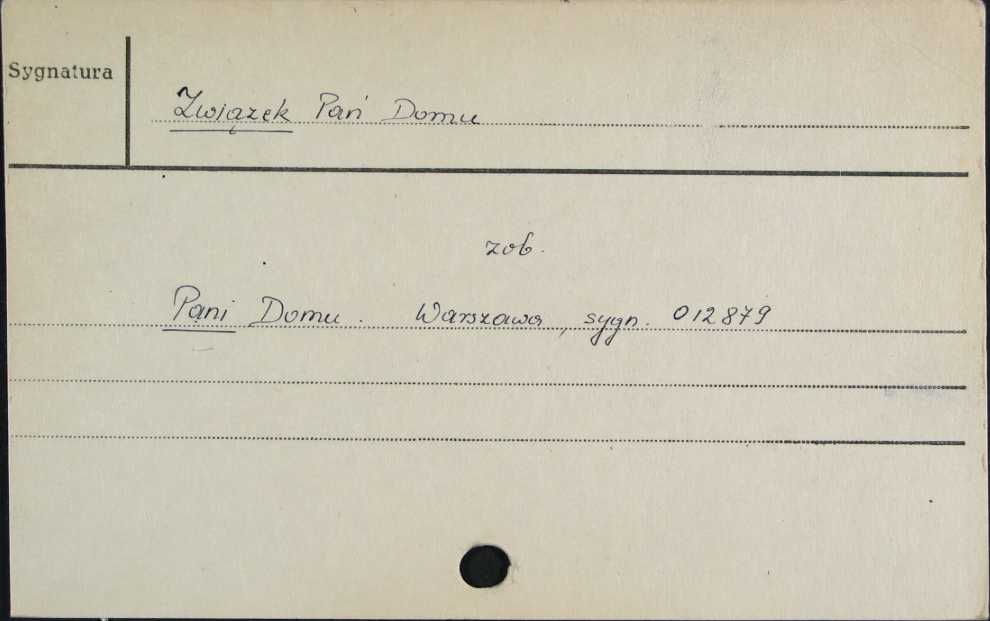 Sygnatura
Związek Pań Domu
zob.
Pani Domu. Warszawa, sygn. 012879